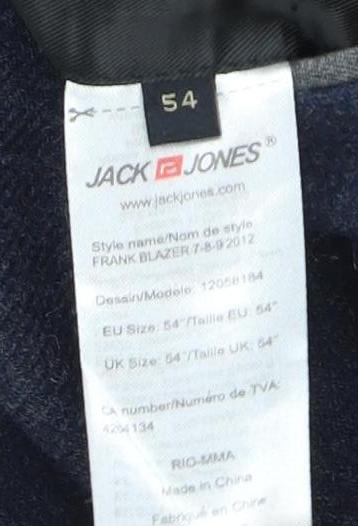 54
JACK JONES®
www.jackjones.com
Style name/Nom de style
FRANK BLAZER 7-8-9 2012
Dessin/Modele: 12058184
EU Size: 54"/Taille EU: 54"
UK Size: 54"/Taille UK: 54"
CA number/Numéro de TVA:
4264134
RIO-MMA
Made in China
Fabriqué en Chine